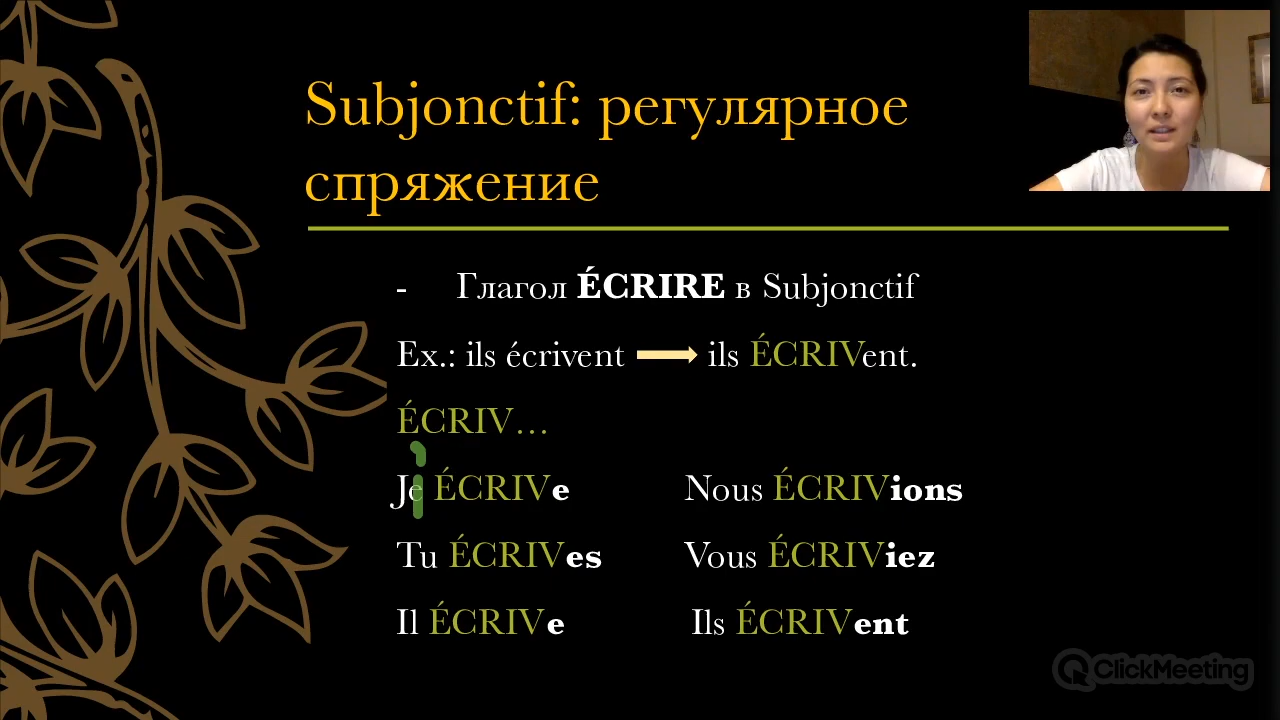 Subjonctif: регулярное
спряжение
- Глагол ÉCRIRE в Subjonctif
Ex.: ils écrivent ils ÉCRIVent.
ÉCRIV…
Je ÉCRIVe Nous ÉCRIVions
Tu ÉCRIVes Vous ÉCRIViez
Il ÉCRIVe Ils ÉCRIVent
ClickMeeting